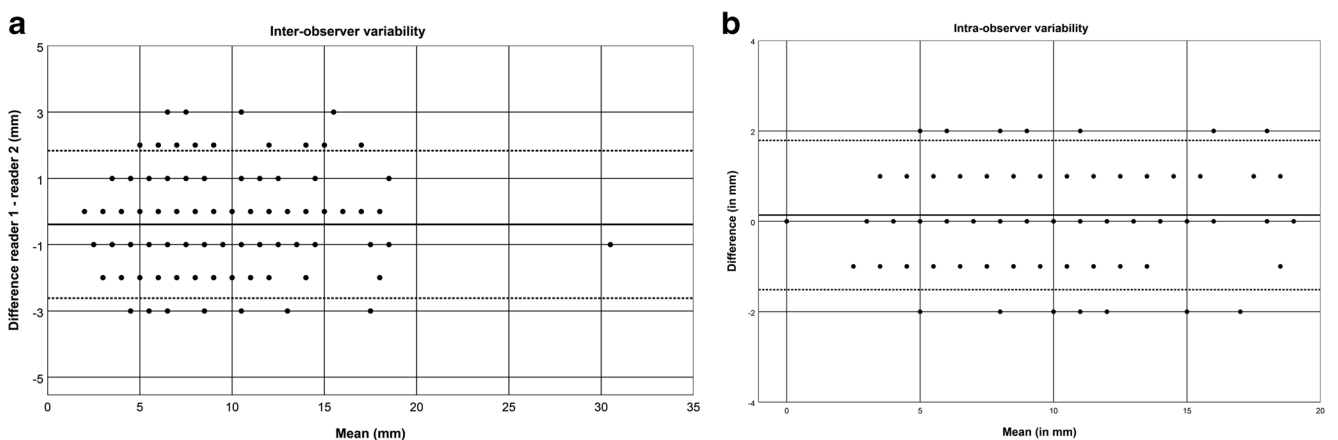 a
Inter-observer variability
Difference reader 1 - reader 2 (mm)
5
3
1
-1
-3
-5
0 5 10 15 20 25 30 35
Mean (mm)
b
Intra-observer variability
Difference (in mm)
4
2
0
-2
-4
0 5 10 15 20
Mean (in mm)